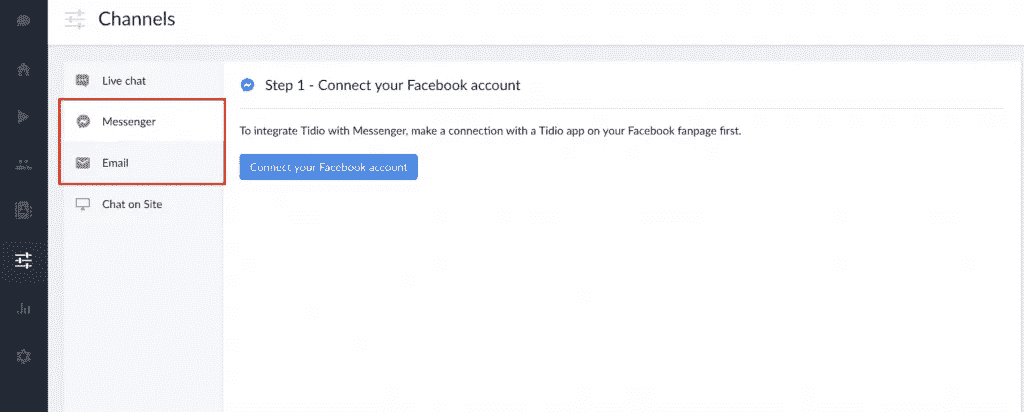 Channels
Live chat
Messenger
Email
Chat on Site
Step 1 - Connect your Facebook account
To integrate Tidio with Messenger, make a connection with a Tidio app on your Facebook fanpage first.
Connect your Facebook account